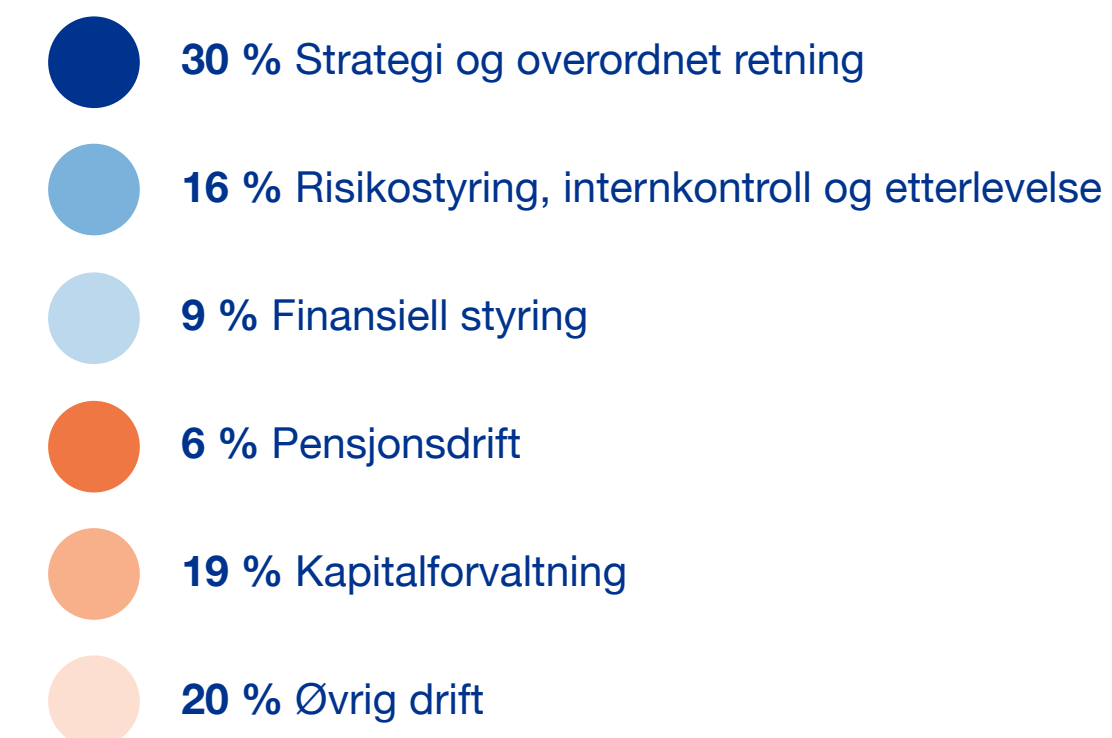 30 % Strategi og overordnet retning
16 % Risikostyring, internkontroll og etterlevelse
9 % Finansiell styring
6 % Pensjonsdrift
19 % Kapitalforvaltning
20 % Øvrig drift